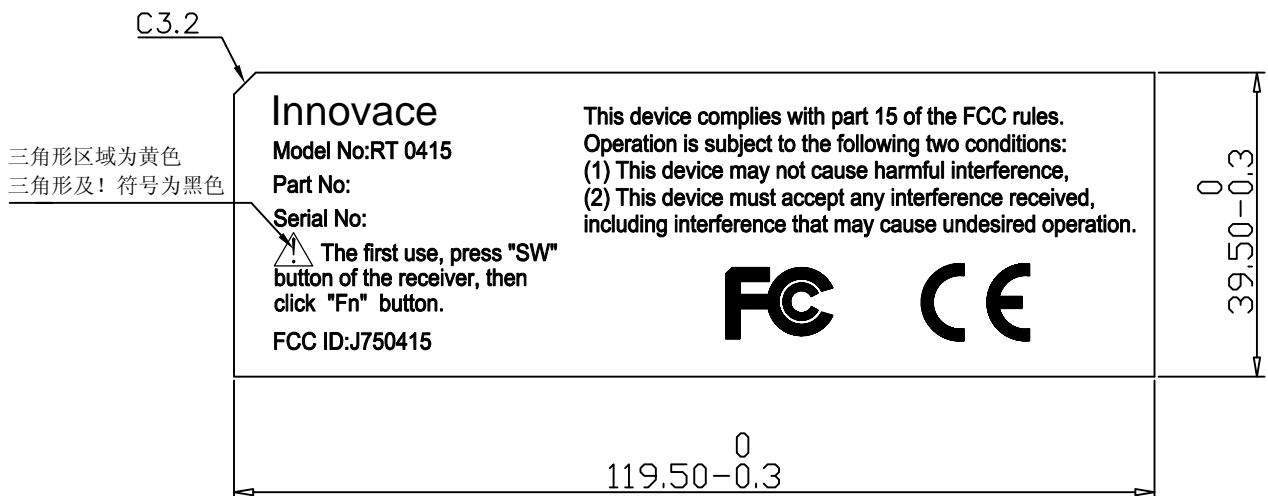 C3.2
三角形区域为黄色
三角形及！符号为黑色
Innovace
Model No:RT 0415
Part No:
Serial No:
! The first use, press "SW"
button of the receiver, then
click "Fn" button.
FCC ID:J750415
This device complies with part 15 of the FCC rules.
Operation is subject to the following two conditions:
(1) This device may not cause harmful interference,
(2) This device must accept any interference received,
including interference that may cause undesired operation.
FC CE
0
39.50-0.3
0
119.50-0.3